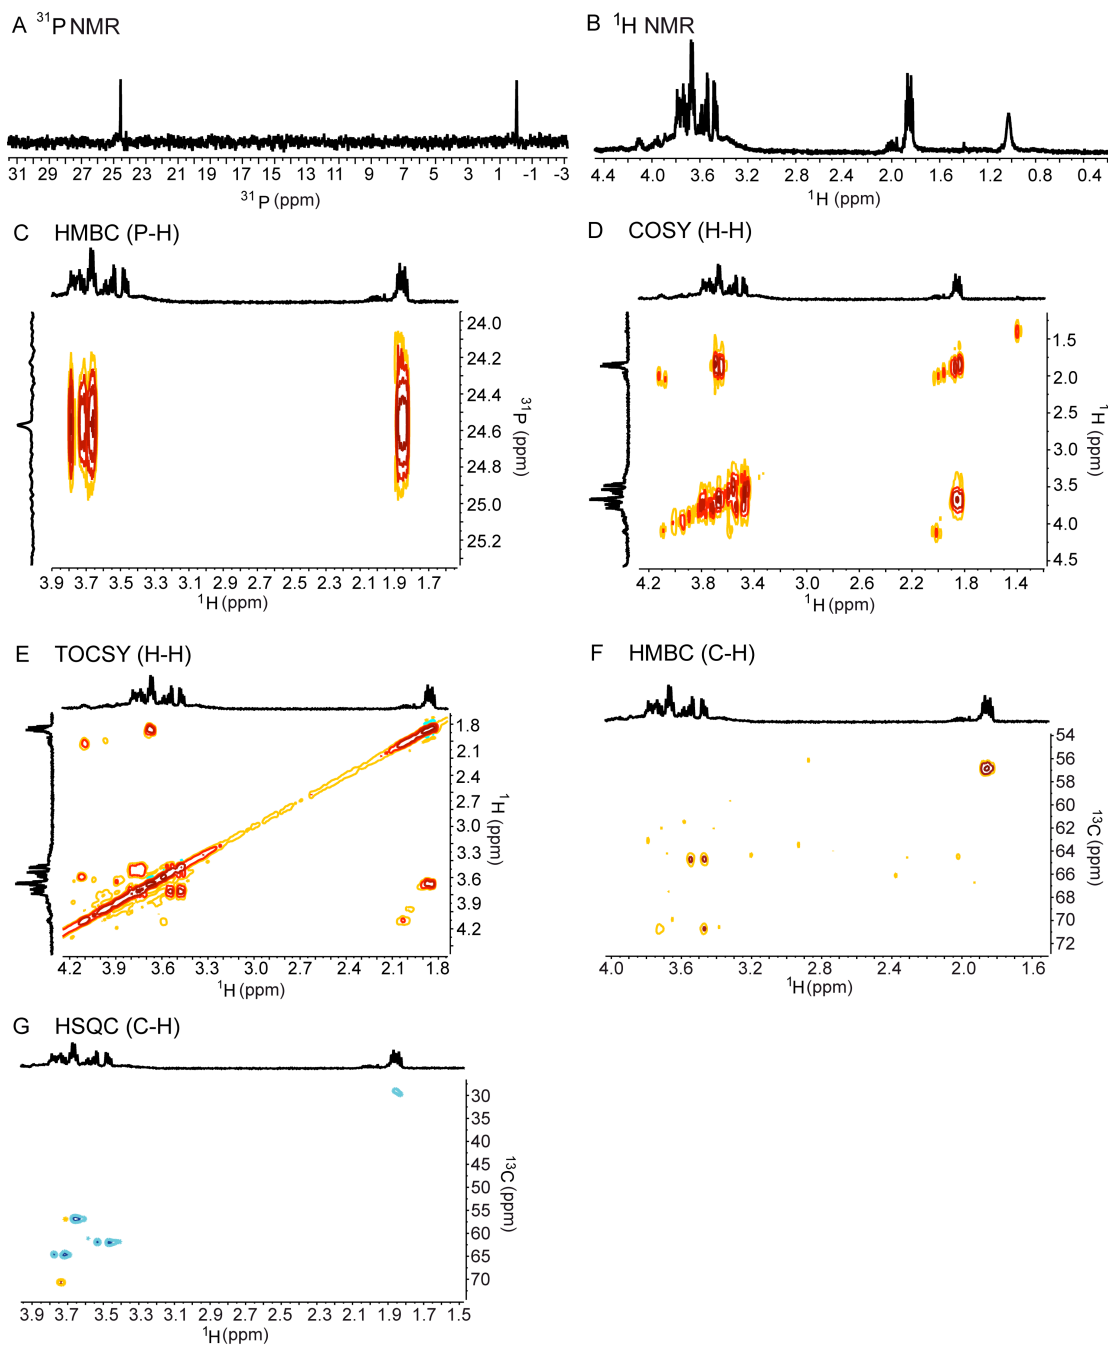 A ³¹P NMR
31 29 27 25 23 21 19 17 15 13 11 9 7 5 3 1 -1 -3
³¹P (ppm)
B ¹H NMR
4.4 4.0 3.6 3.2 2.8 2.4 2.0 1.6 1.2 0.8 0.4
¹H (ppm)
C HMBC (P-H)
24.0
24.2
24.4
24.6
24.8
25.0
25.2
³¹P (ppm)
3.9 3.7 3.5 3.3 3.1 2.9 2.7 2.5 2.3 2.1 1.9 1.7
¹H (ppm)
D COSY (H-H)
1.5
2.0
2.5
3.0
3.5
4.0
4.5
¹H (ppm)
4.2 3.8 3.4 3.0 2.6 2.2 1.8 1.4
¹H (ppm)
E TOCSY (H-H)
1.8
2.1
2.4
2.7
3.0
3.3
3.6
3.9
4.2
¹H (ppm)
4.2 3.9 3.6 3.3 3.0 2.7 2.4 2.1 1.8
¹H (ppm)
F HMBC (C-H)
54
56
58
60
62
64
66
68
70
72
¹³C (ppm)
4.0 3.6 3.2 2.8 2.4 2.0 1.6
¹H (ppm)
G HSQC (C-H)
30
35
40
45
50
55
60
65
70
¹³C (ppm)
3.9 3.7 3.5 3.3 3.1 2.9 2.7 2.5 2.3 2.1 1.9 1.7 1.5
¹H (ppm)